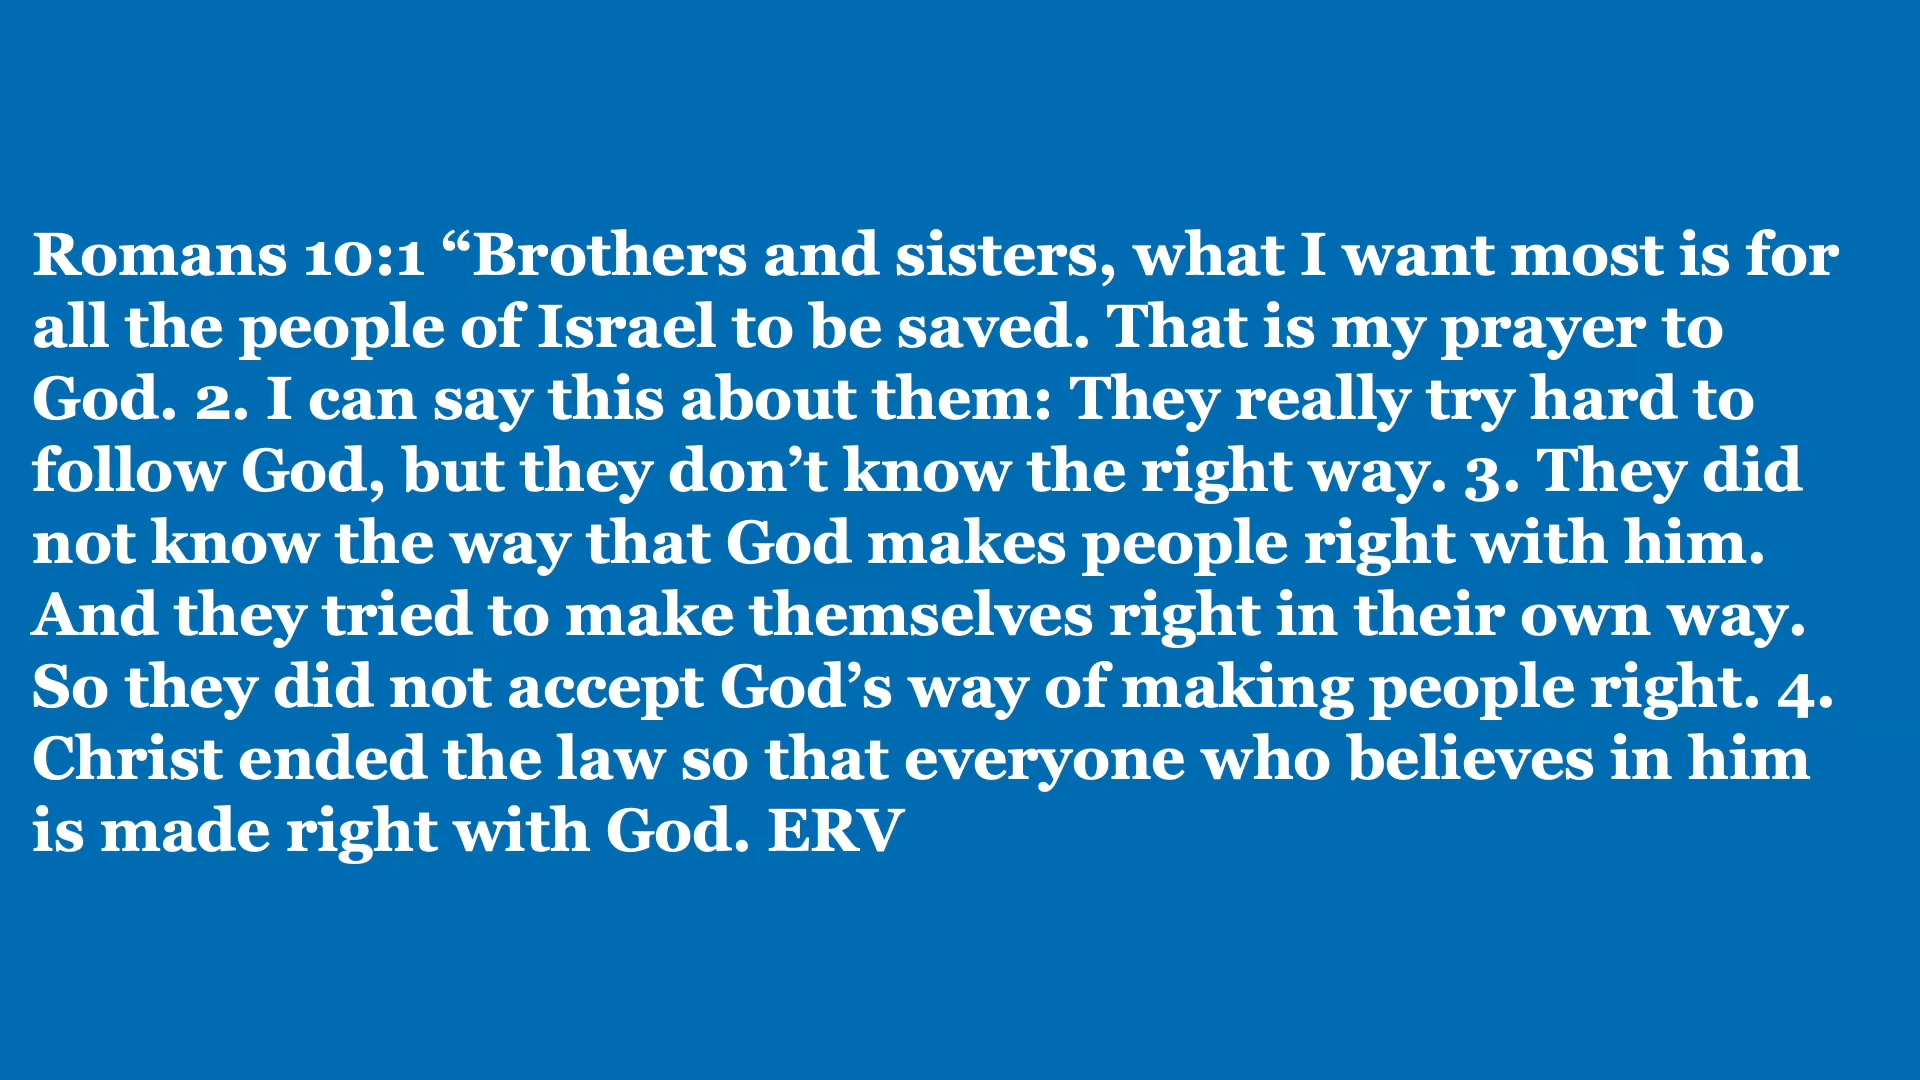 Romans 10:1 “Brothers and sisters, what I want most is for
all the people of Israel to be saved. That is my prayer to
God. 2. I can say this about them: They really try hard to
follow God, but they don’t know the right way. 3. They did
not know the way that God makes people right with him.
And they tried to make themselves right in their own way.
So they did not accept God’s way of making people right. 4.
Christ ended the law so that everyone who believes in him
is made right with God. ERV